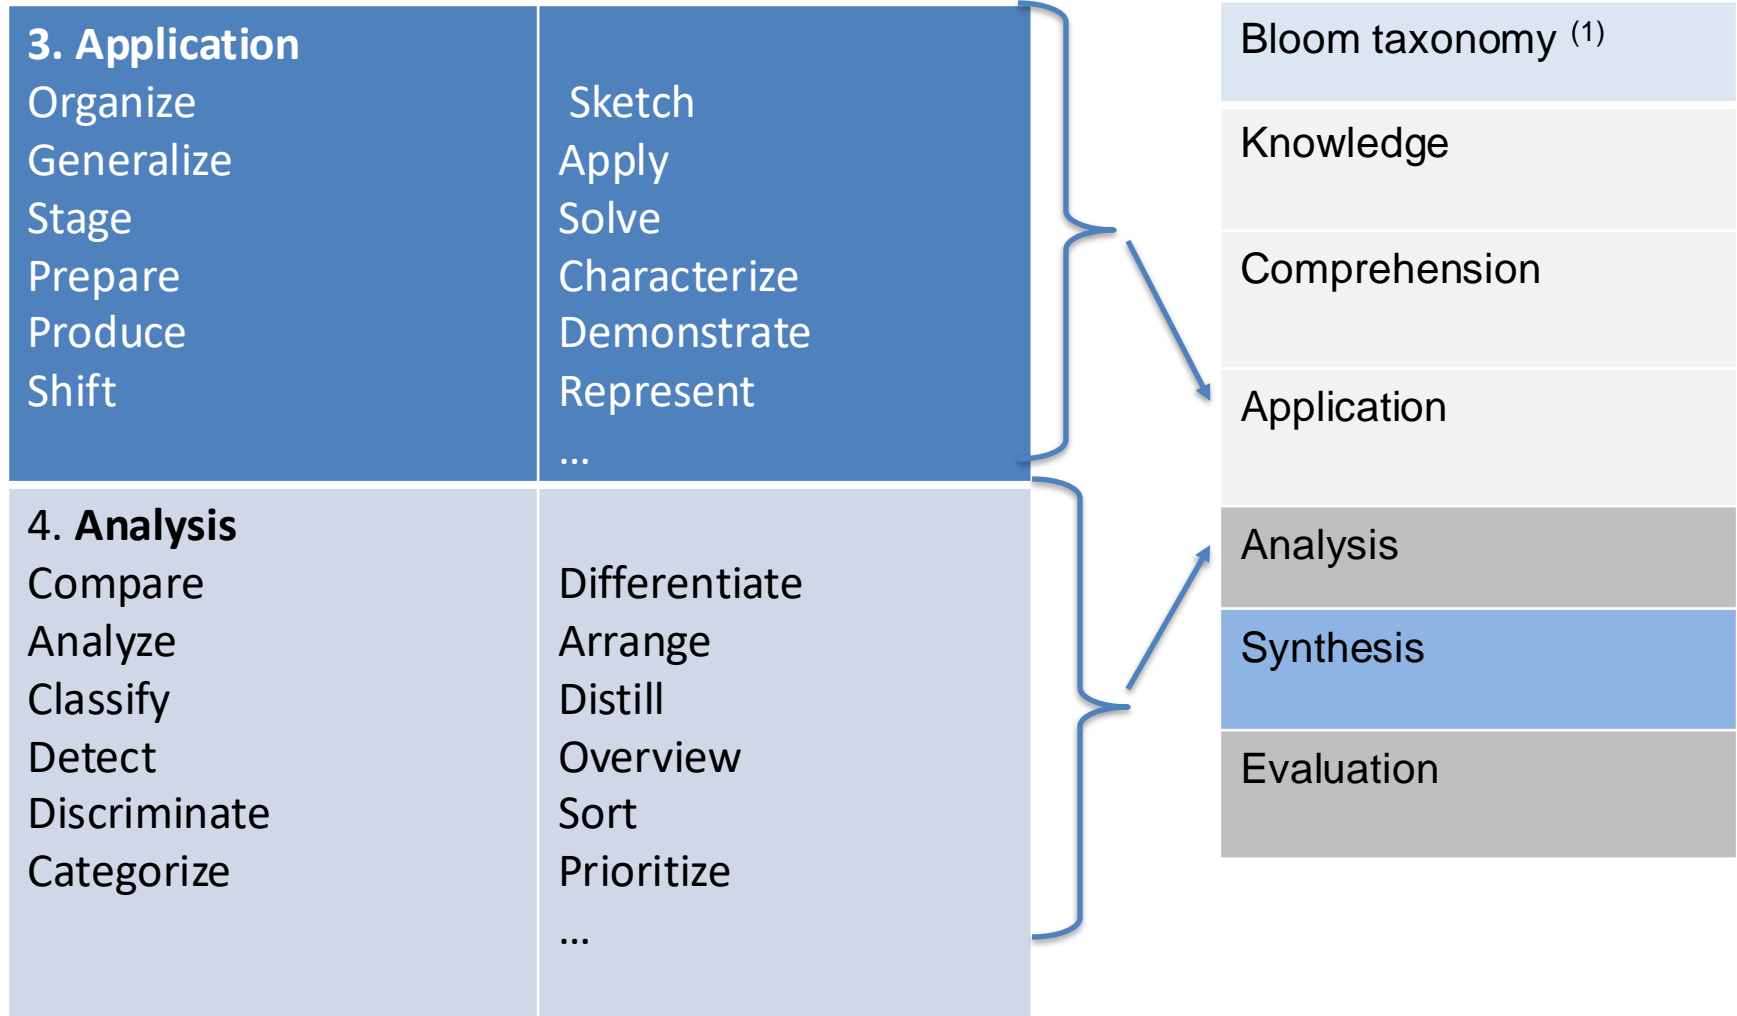 3. Application
Organize
Generalize
Stage
Prepare
Produce
Shift
Sketch
Apply
Solve
Characterize
Demonstrate
Represent
…
4. Analysis
Compare
Analyze
Classify
Detect
Discriminate
Categorize
Differentiate
Arrange
Distill
Overview
Sort
Prioritize
…
Bloom taxonomy (1)
Knowledge
Comprehension
Application
Analysis
Synthesis
Evaluation